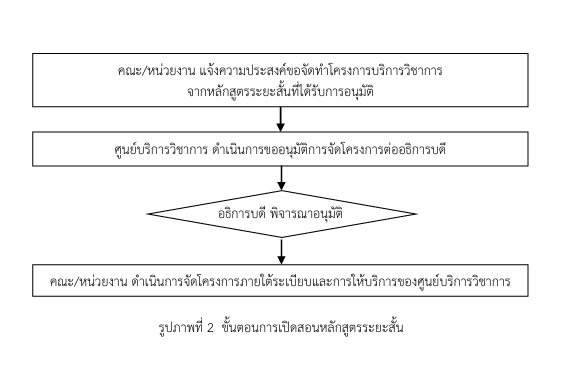 คณะ/หน่วยงาน แจ้งความประสงค์ขอจัดทำโครงการบริการวิชาการ
จากหลักสูตรระยะสั้นที่ได้รับการอนุมัติ
ศูนย์บริการวิชาการ ดำเนินการขออนุมัติการจัดโครงการต่ออธิการบดี
อธิการบดี พิจารณาอนุมัติ
คณะ/หน่วยงาน ดำเนินการจัดโครงการภายใต้ระเบียบและการให้บริการของศูนย์บริการวิชาการ
รูปภาพที่ 2 ขั้นตอนการเปิดสอนหลักสูตรระยะสั้น